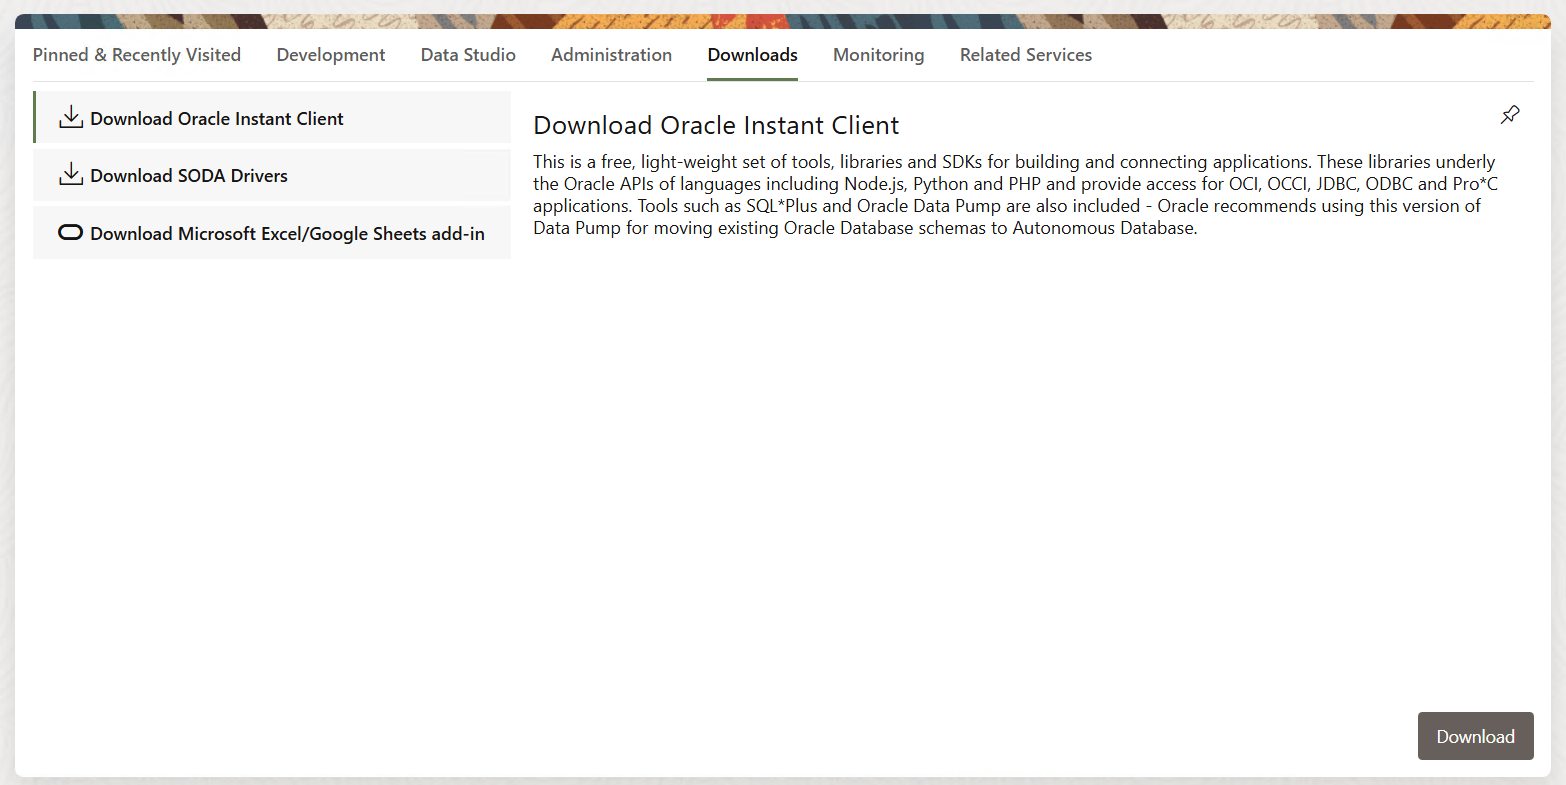 Pinned & Recently Visited
Development
Data Studio
Administration
Downloads
Monitoring
Related Services
Download Oracle Instant Client
Download SODA Drivers
Download Microsoft Excel/Google Sheets add-in
Download Oracle Instant Client
This is a free, light-weight set of tools, libraries and SDKs for building and connecting applications. These libraries underly
the Oracle APIs of languages including Node.js, Python and PHP and provide access for OCI, OCCI, JDBC, ODBC and Pro*C
applications. Tools such as SQL*Plus and Oracle Data Pump are also included - Oracle recommends using this version of
Data Pump for moving existing Oracle Database schemas to Autonomous Database.
Download